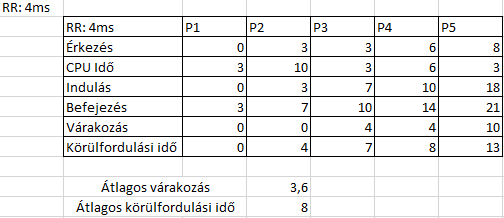 RR: 4ms
RR: 4ms P1 P2 P3 P4 P5
Érkezés 0 3 3 6 8
CPU Idő 3 10 3 6 3
Indulás 0 3 7 10 18
Befejezés 3 7 10 14 21
Várakozás 0 0 4 4 10
Körülfordulási idő 0 4 7 8 13
Átlagos várakozás 3,6
Átlagos körülfordulási idő 8